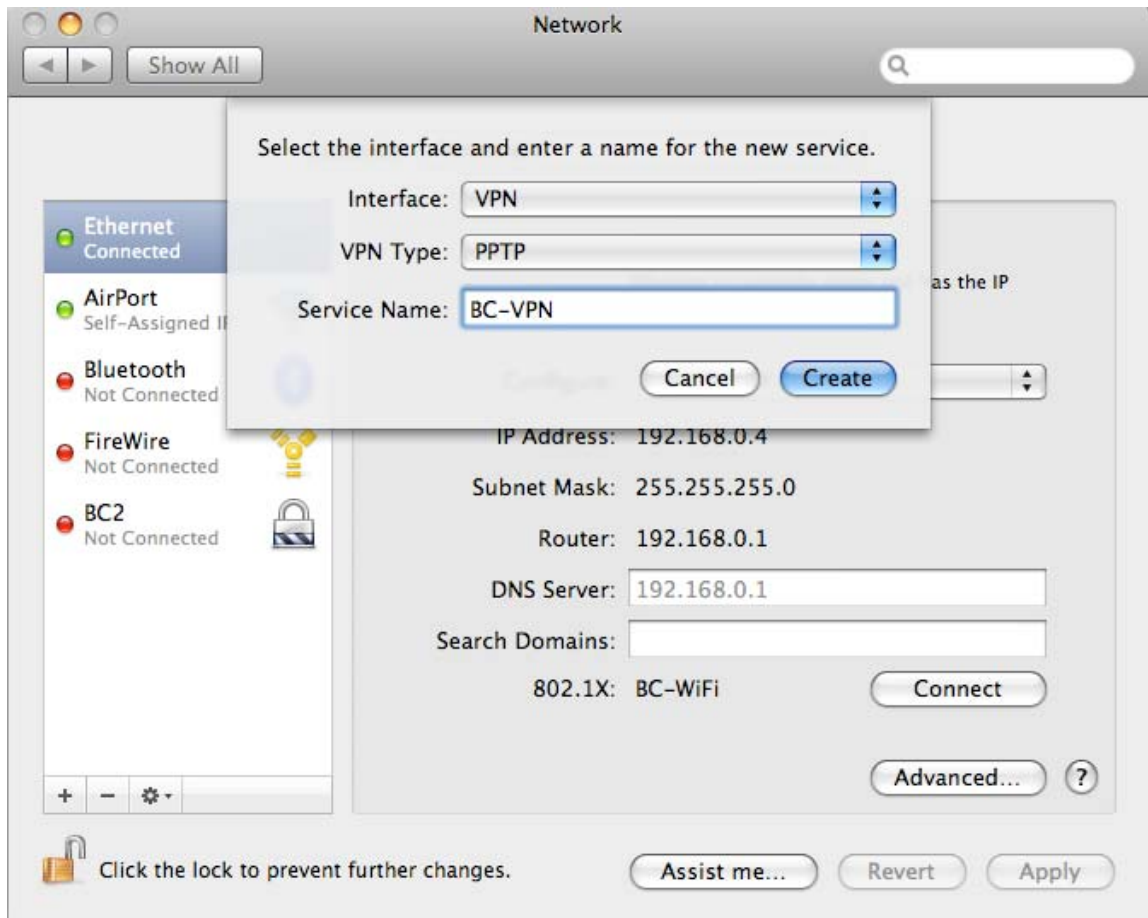 Network
Show All
Select the interface and enter a name for the new service.
Interface: VPN
VPN Type: PPTP
Service Name: BC-VPN
Cancel
Create
Ethernet
Connected
AirPort
Self-Assigned
Bluetooth
Not Connected
FireWire
Not Connected
BC2
Not Connected
as the IP
IP Address: 192.168.0.4
Subnet Mask: 255.255.255.0
Router: 192.168.0.1
DNS Server: 192.168.0.1
Search Domains:
802.1X: BC-WiFi
Connect
Advanced...
?
Click the lock to prevent further changes.
Assist me...
Revert
Apply